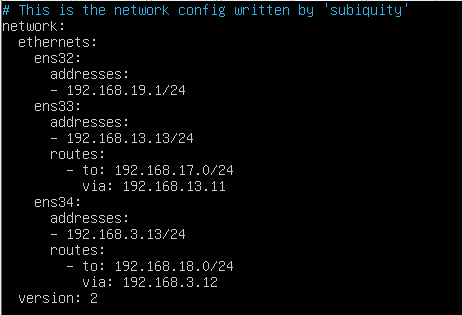 # This is the network config written by 'subiquity'
network:
  ethernets:
    ens32:
      addresses:
      - 192.168.19.1/24
    ens33:
      addresses:
      - 192.168.13.13/24
      routes:
        - to: 192.168.17.0/24
          via: 192.168.13.11
    ens34:
      addresses:
      - 192.168.3.13/24
      routes:
        - to: 192.168.18.0/24
          via: 192.168.3.12
  version: 2